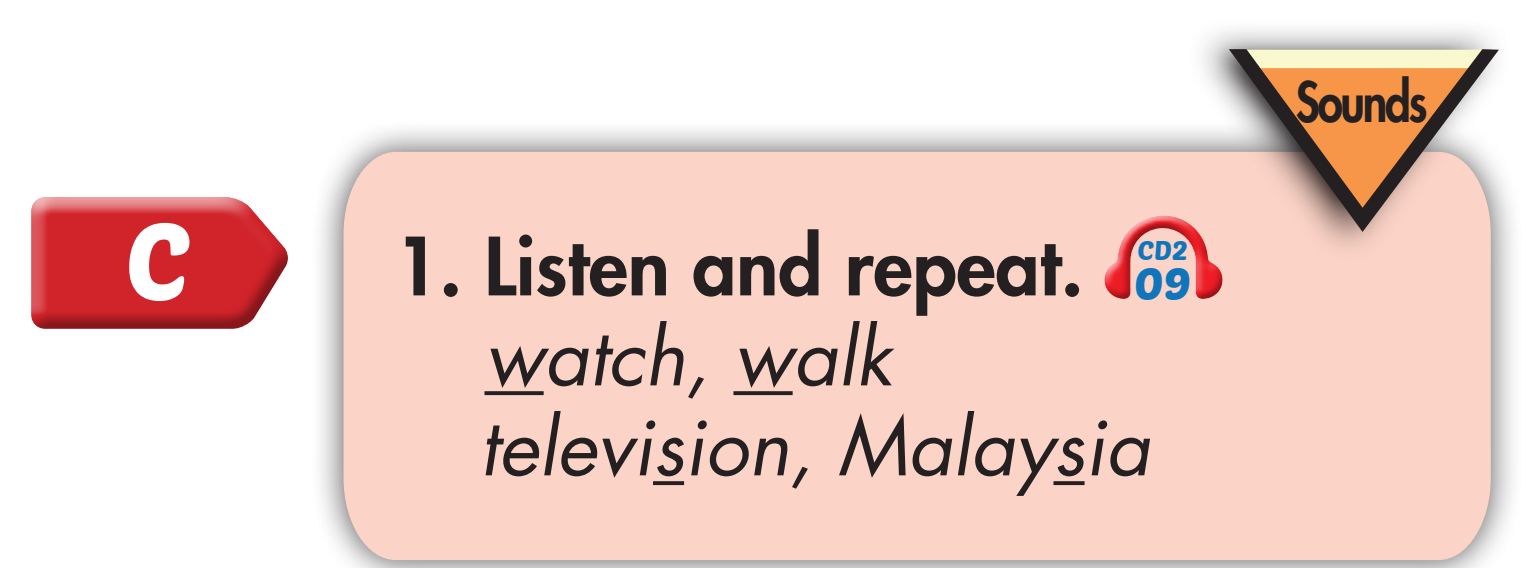 Sounds
C
1. Listen and repeat. CD2 09
watch, walk
television, Malaysia